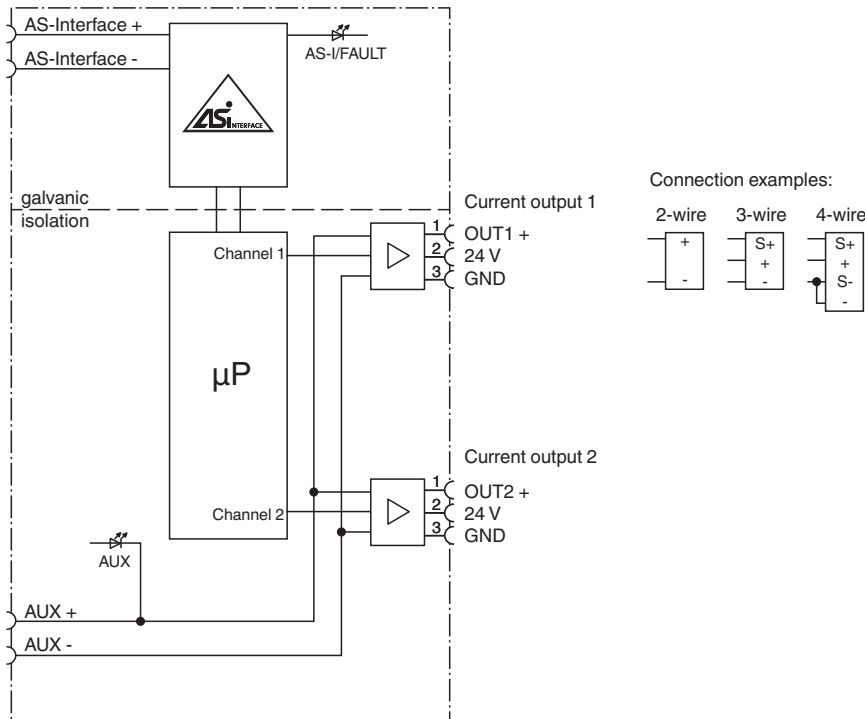 AS-Interface +
AS-Interface -
AS-I/FAULT
ASi INTERFACE
galvanic
isolation
Current output 1
Connection examples:
2-wire 3-wire 4-wire
Channel 1
1 OUT1 +
2 24 V
3 GND
+
-
S+
+
-
S+
+
S-
-
µP
Current output 2
1 OUT2 +
2 24 V
3 GND
Channel 2
AUX
AUX +
AUX -